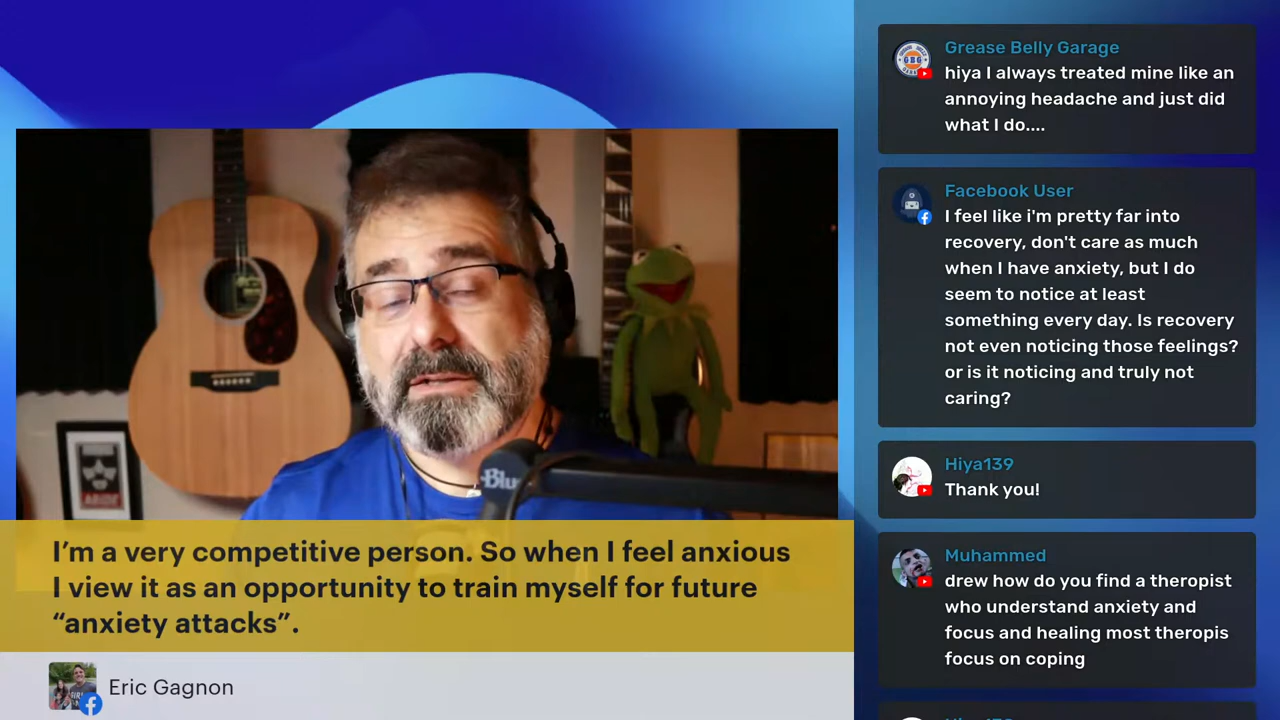 Grease Belly Garage
hiya I always treated mine like an
annoying headache and just did
what I do....
Facebook User
I feel like i'm pretty far into
recovery, don't care as much
when I have anxiety, but I do
seem to notice at least
something every day. Is recovery
not even noticing those feelings?
or is it noticing and truly not
caring?
Hiya139
Thank you!
Muhammed
drew how do you find a theropist
who understand anxiety and
focus and healing most theropis
focus on coping
GBG
ABIDE
Blu
I’m a very competitive person. So when I feel anxious
I view it as an opportunity to train myself for future
“anxiety attacks”.
Eric Gagnon